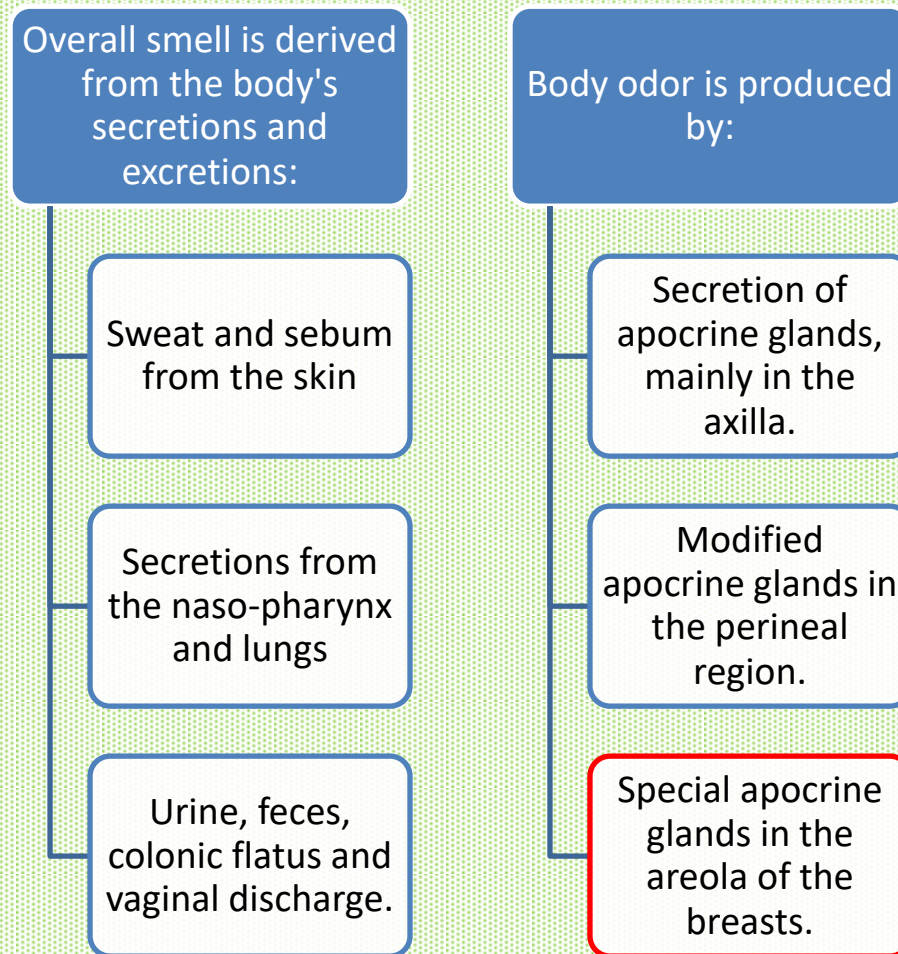 Overall smell is derived
from the body's
secretions and
excretions:
Sweat and sebum
from the skin
Secretions from
the naso-pharynx
and lungs
Urine, feces,
colonic flatus and
vaginal discharge.
Body odor is produced
by:
Secretion of
apocrine glands,
mainly in the
axilla.
Modified
apocrine glands in
the perineal
region.
Special apocrine
glands in the
areola of the
breasts.